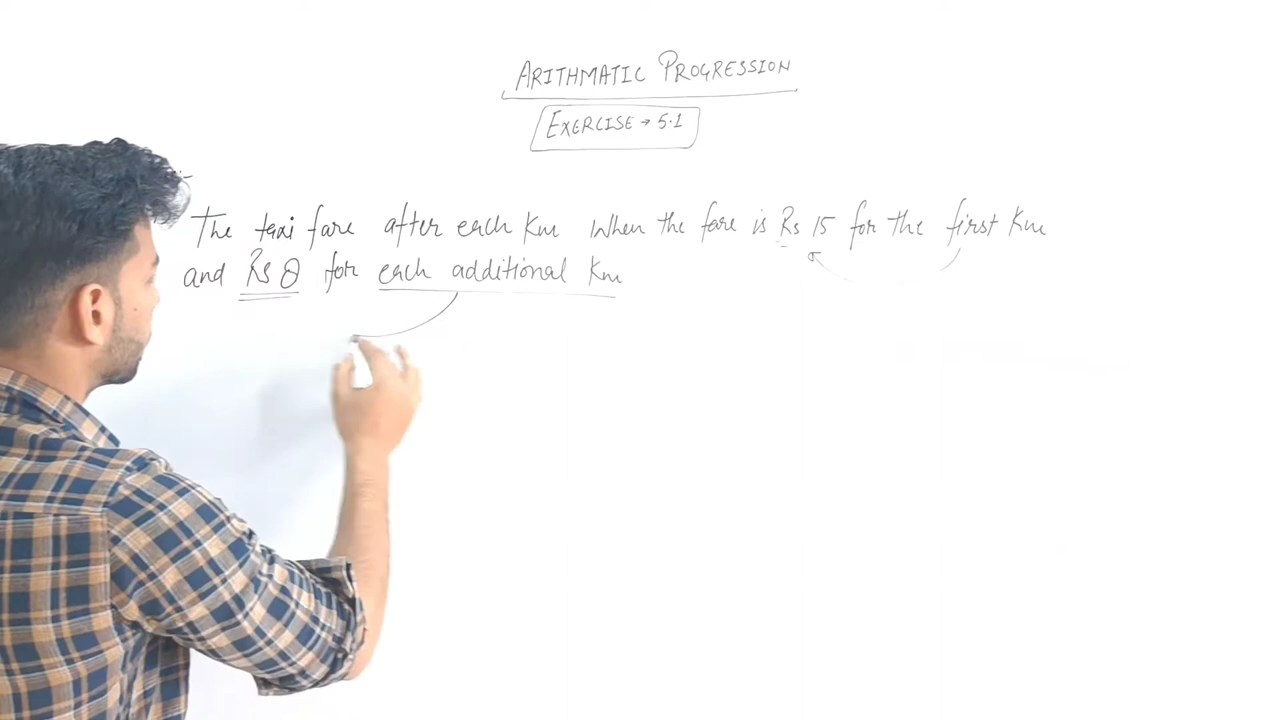 ARITHMATIC PROGRESSION
EXERCISE → 5.1
The taxi fare after each Km when the fare is Rs 15 for the first Km
and Rs 8 for each additional Km